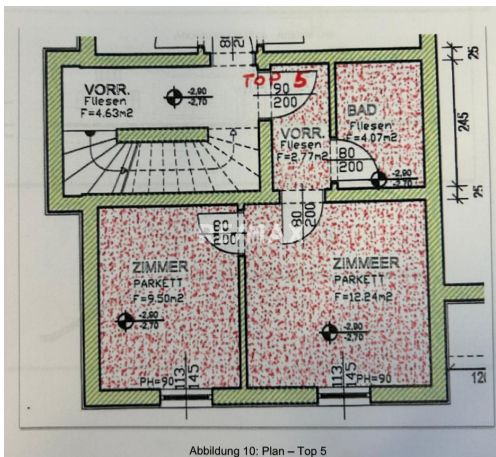 80
2
25
TOP 5
VORR.
Fliesen
F=4.63m2
-2,90
-2,70
90
200
BAD
Fliesen
F=4.07m2
VORR.
Fliesen
F=2.77m2
245
80
200
-2,90
-2,70
25
80
200
80
200
ZIMMER
PARKETT
F=9.50m2
ZIMMEER
PARKETT
F=12.24m2
-2,90
-2,70
-2,90
-2,70
PH=90
113
145
113
145
PH=90
Abbildung 10: Plan – Top 5